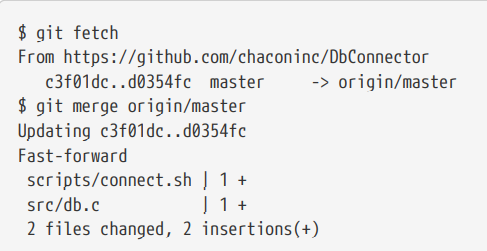 $ git fetch
From https://github.com/chaconinc/DbConnector
   c3f01dc..d0354fc  master     -> origin/master
$ git merge origin/master
Updating c3f01dc..d0354fc
Fast-forward
 scripts/connect.sh | 1 +
 src/db.c           | 1 +
 2 files changed, 2 insertions(+)